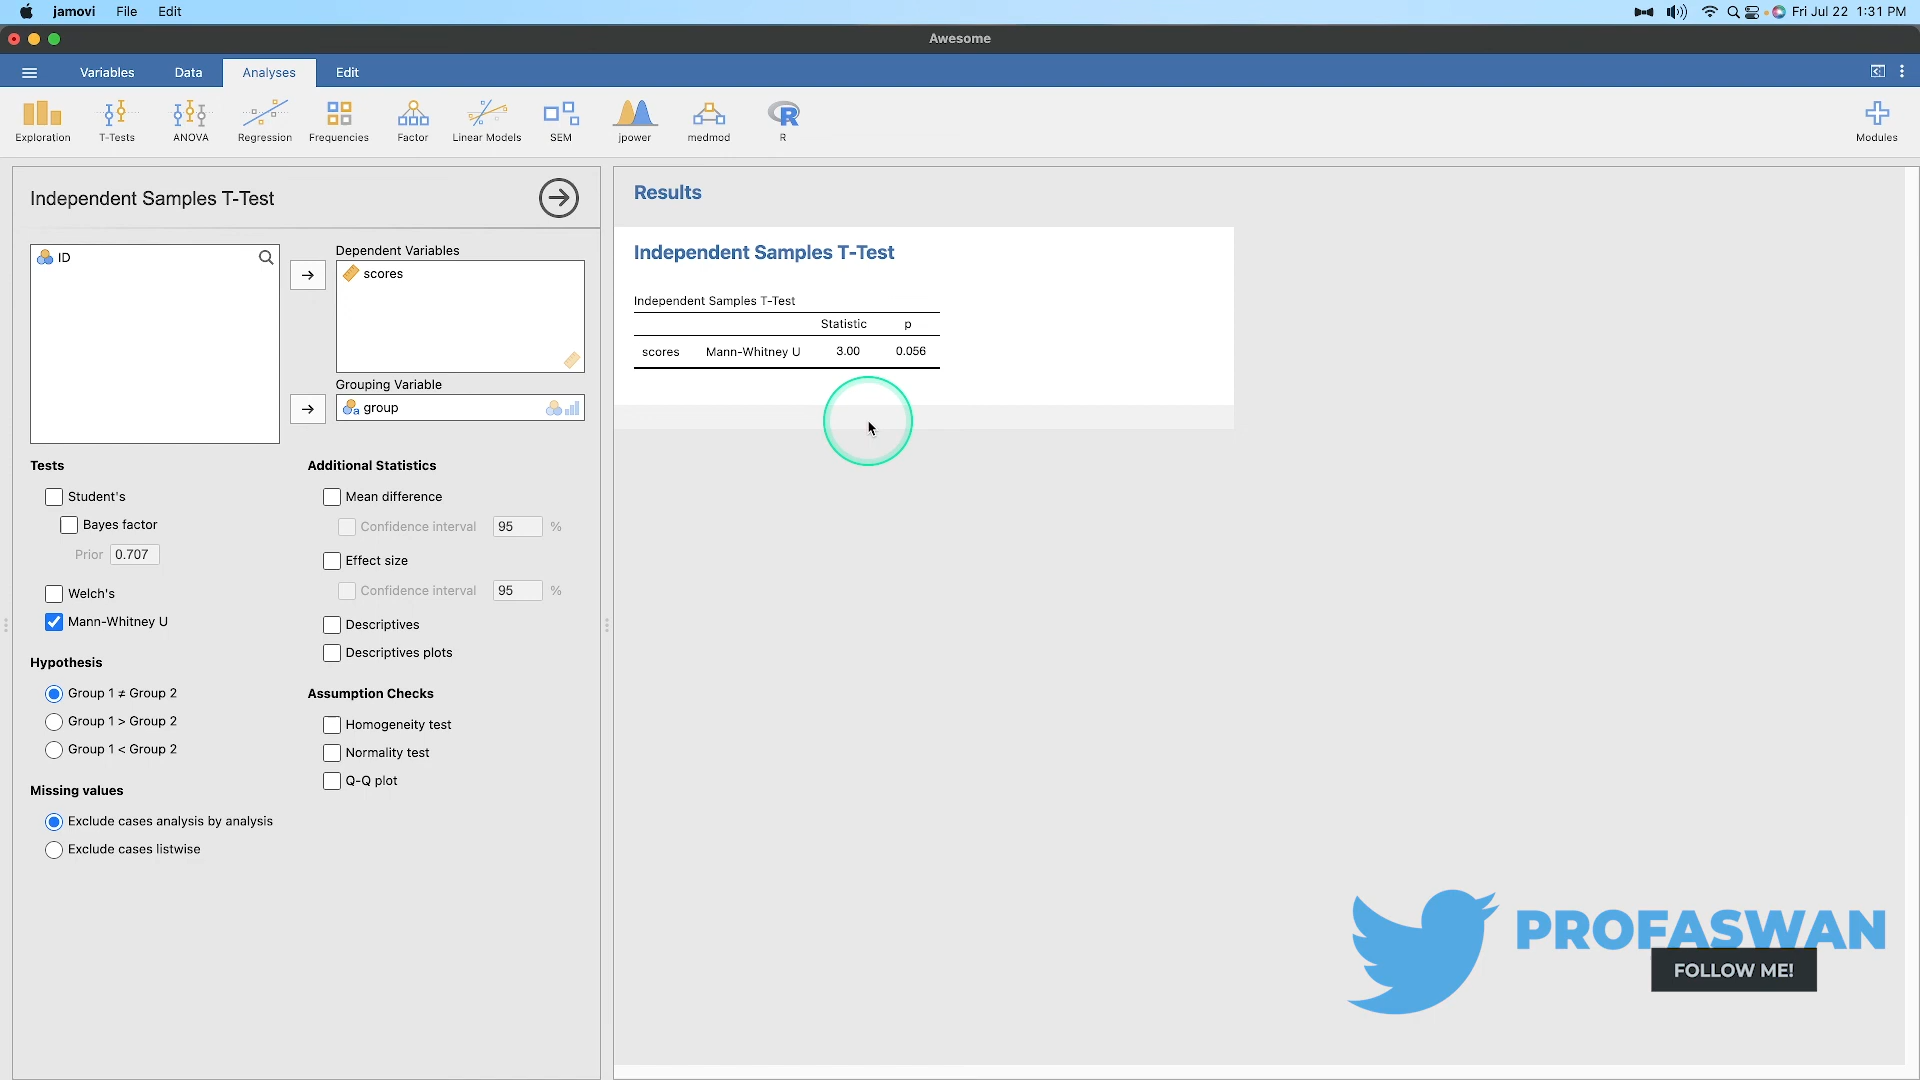 jamovi File Edit Fri Jul 22 1:31 PM
Awesome
Variables Data Analyses Edit
Exploration T-Tests ANOVA Regression Frequencies Factor Linear Models SEM jpower medmod R Modules
Independent Samples T-Test
ID
Dependent Variables
scores
Grouping Variable
a group
Tests
Student's
Bayes factor
Prior 0.707
Welch's
Mann-Whitney U
Hypothesis
Group 1 ≠ Group 2
Group 1 > Group 2
Group 1 < Group 2
Missing values
Exclude cases analysis by analysis
Exclude cases listwise
Additional Statistics
Mean difference
Confidence interval 95 %
Effect size
Confidence interval 95 %
Descriptives
Descriptives plots
Assumption Checks
Homogeneity test
Normality test
Q-Q plot
Results
Independent Samples T-Test
Independent Samples T-Test
Statistic p
scores Mann-Whitney U 3.00 0.056
PROFASWAN
FOLLOW ME!